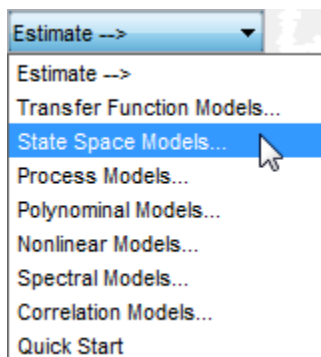 Estimate -->
Estimate -->
Transfer Function Models...
State Space Models...
Process Models...
Polynominal Models...
Nonlinear Models...
Spectral Models...
Correlation Models...
Quick Start